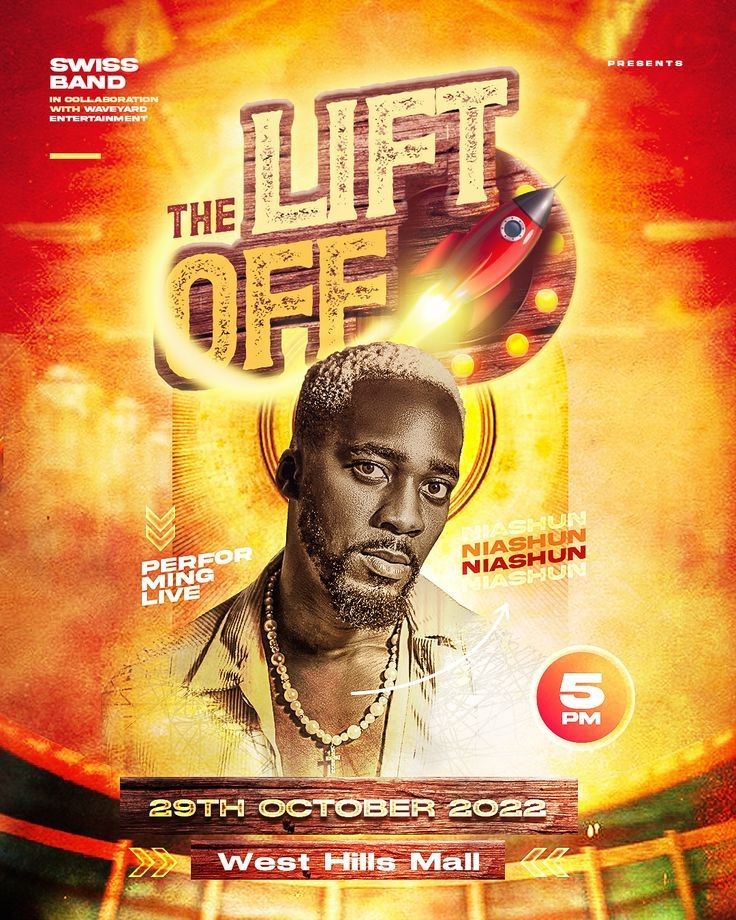 SWISS
BAND
IN COLLABORATION
WITH WAVEYARD
ENTERTAINMENT
PRESENTS
THE LIFT
OFF
PERFOR
MING
LIVE
NIASHUN
NIASHUN
NIASHUN
NIASHUN
5
PM
29TH OCTOBER 2022
West Hills Mall